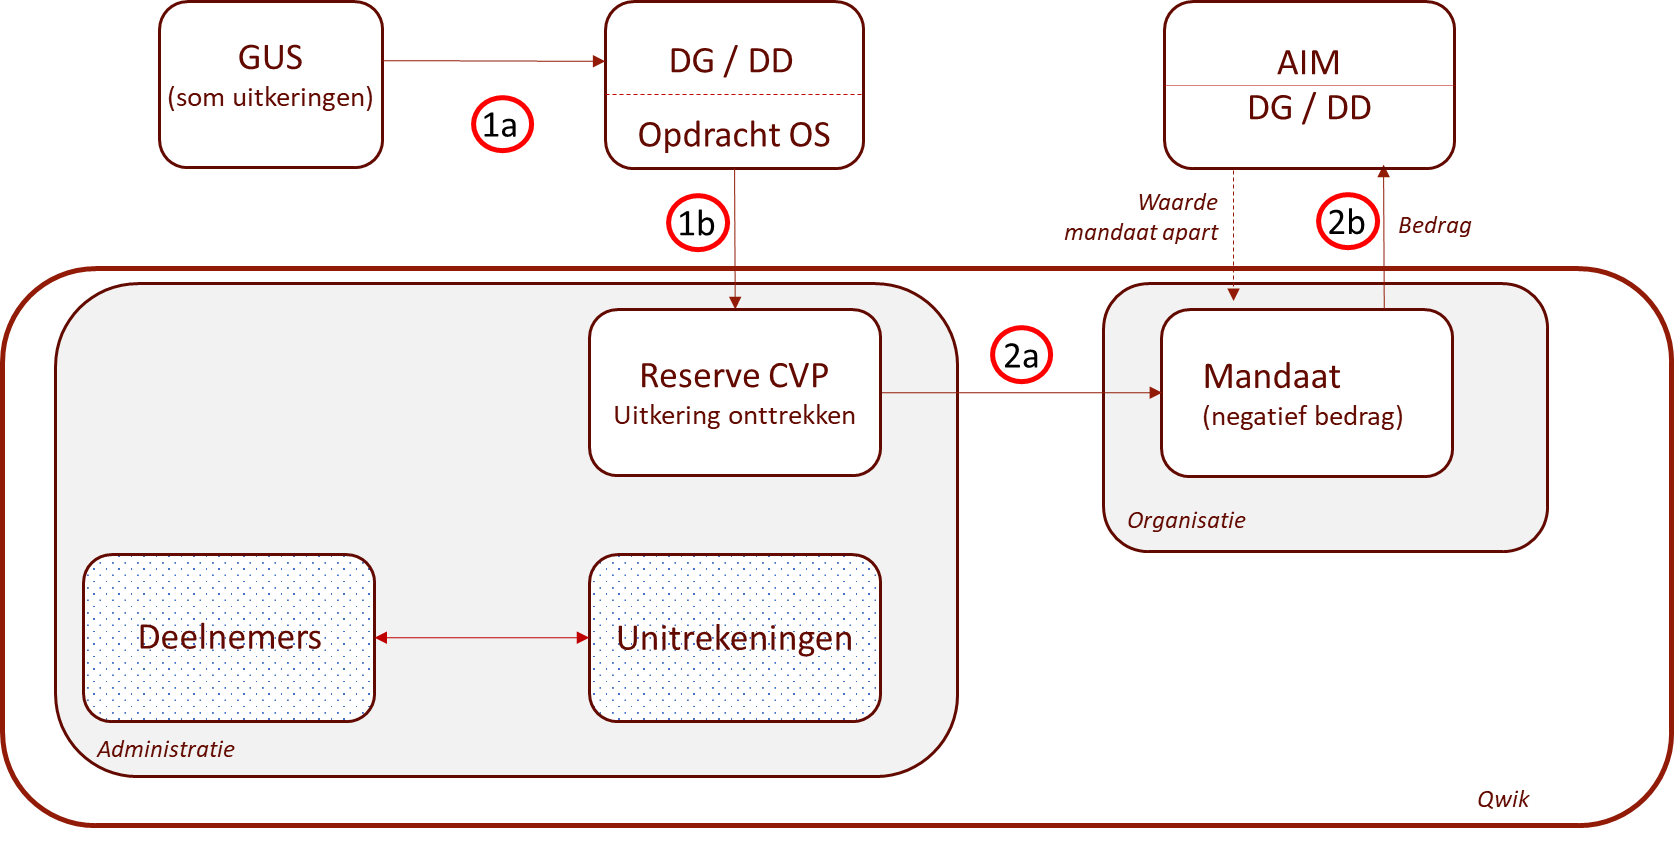 GUS
(som uitkeringen)
1a
DG / DD
Opdracht OS
AIM
DG / DD
1b
Waarde
mandaat apart
2b
Bedrag
Reserve CVP
Uitkering onttrekken
2a
Mandaat
(negatief bedrag)
Organisatie
Deelnemers
Unitrekeningen
Administratie
Qwik